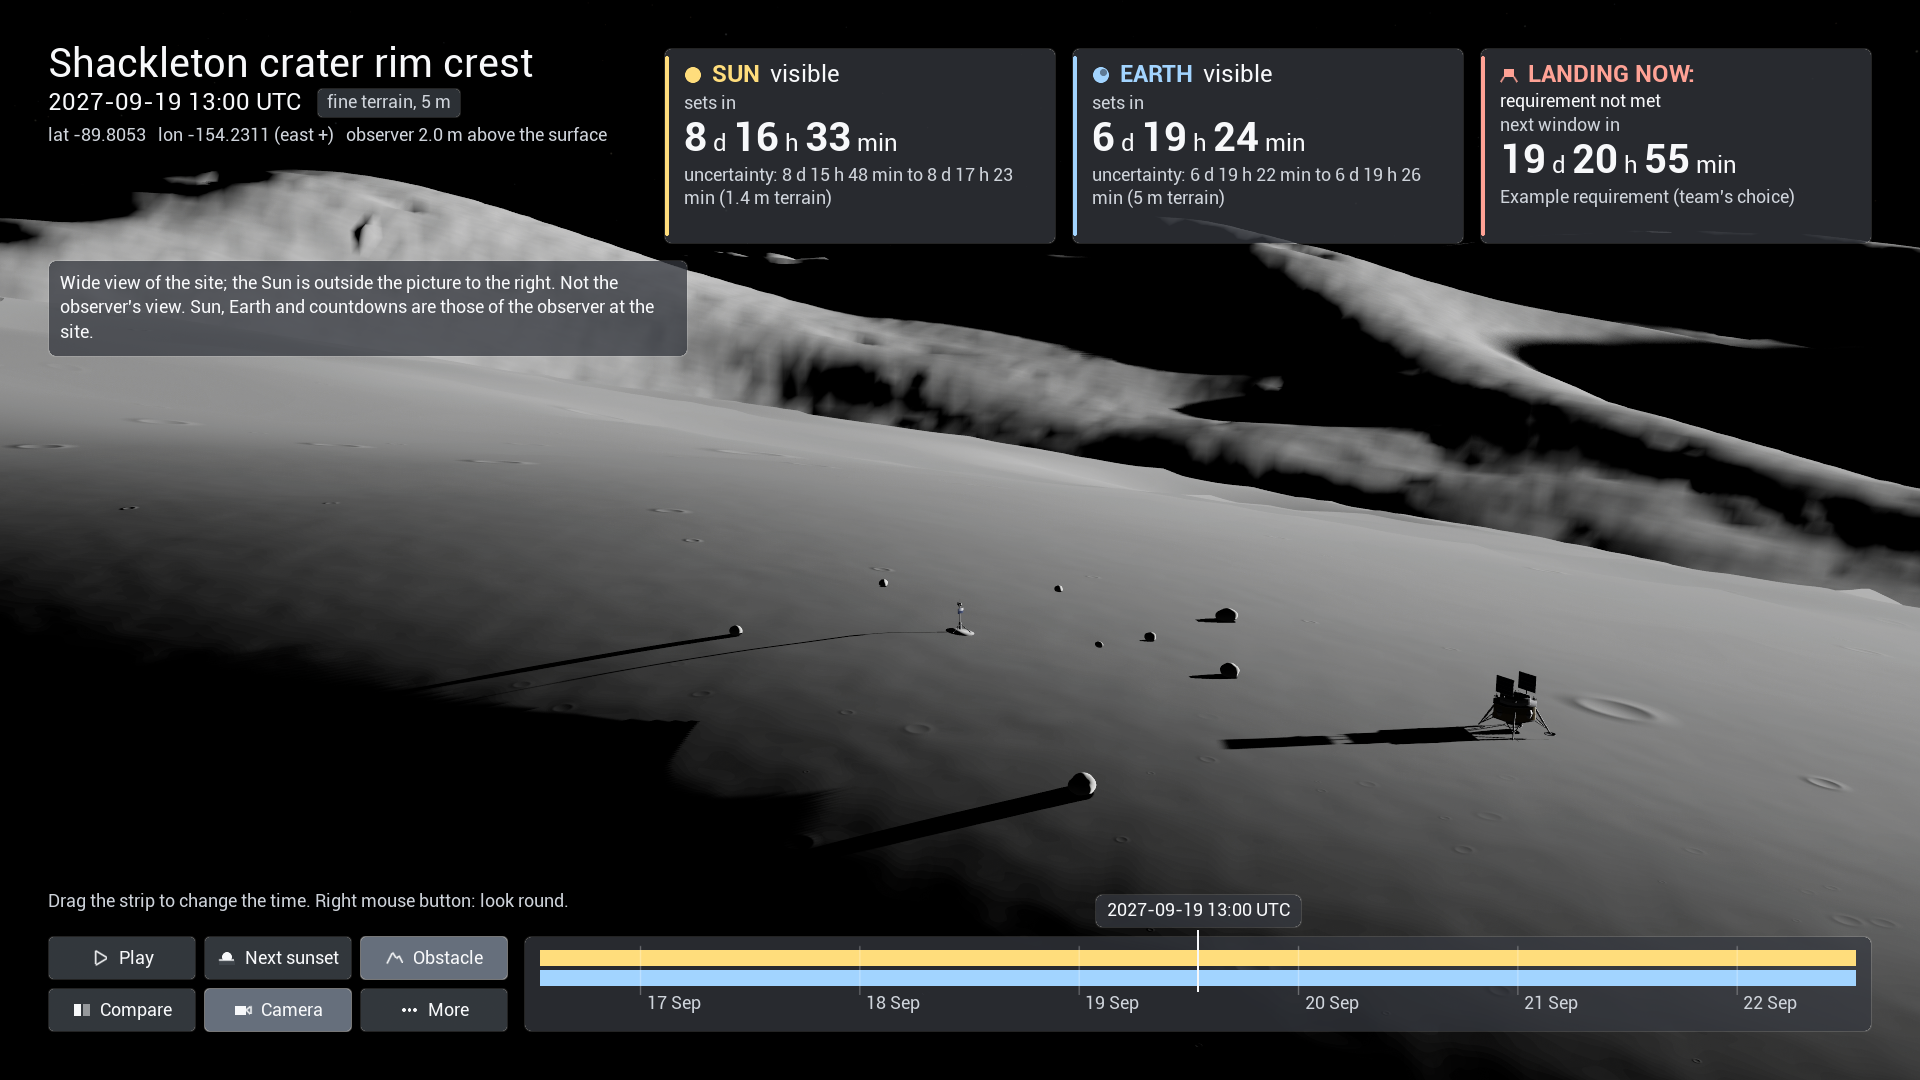 Shackleton crater rim crest
2027-09-19 13:00 UTC fine terrain, 5 m
lat -89.8053 lon -154.2311 (east +) observer 2.0 m above the surface
SUN visible
sets in
8 d 16 h 33 min
uncertainty: 8 d 15 h 48 min to 8 d 17 h 23
min (1.4 m terrain)
EARTH visible
sets in
6 d 19 h 24 min
uncertainty: 6 d 19 h 22 min to 6 d 19 h 26
min (5 m terrain)
LANDING NOW:
requirement not met
next window in
19 d 20 h 55 min
Example requirement (team's choice)
Wide view of the site; the Sun is outside the picture to the right. Not the
observer's view. Sun, Earth and countdowns are those of the observer at the
site.
Drag the strip to change the time. Right mouse button: look round.
Play
Next sunset
Obstacle
Compare
Camera
More
2027-09-19 13:00 UTC
17 Sep
18 Sep
19 Sep
20 Sep
21 Sep
22 Sep